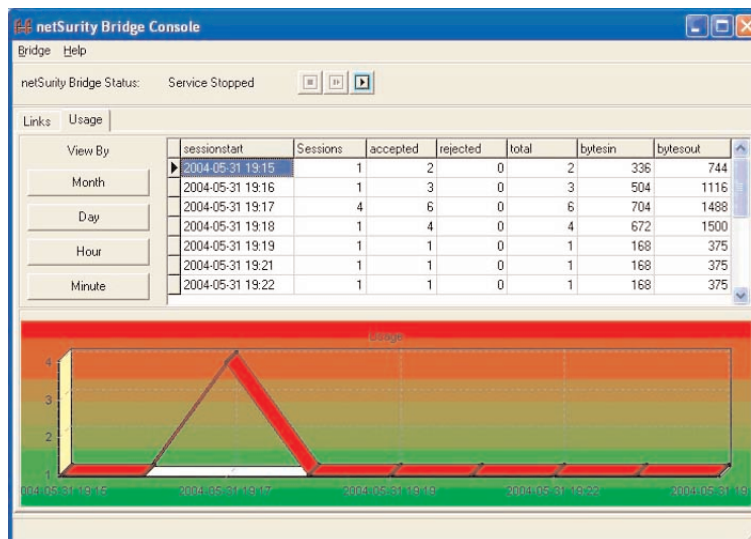 netSurity Bridge Console
Bridge Help
netSurity Bridge Status: Service Stopped
Links Usage
View By
Month
Day
Hour
Minute
sessionstart Sessions accepted rejected total bytesin bytesout
2004-05-31 19:15 1 2 0 2 336 744
2004-05-31 19:16 1 3 0 3 504 1116
2004-05-31 19:17 4 6 0 6 704 1488
2004-05-31 19:18 1 4 0 4 672 1500
2004-05-31 19:19 1 1 0 1 168 375
2004-05-31 19:21 1 1 0 1 168 375
2004-05-31 19:22 1 1 0 1 168 375
Usage
4
3
2
1
004-05-31 19:15 2004-05-31 19:17 2004-05-31 19:19 2004-05-31 19:22 2004-05-31 19